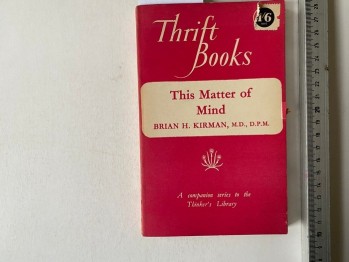 Thrift
Books
1/6
This Matter of
Mind
BRIAN H. KIRMAN, M.D., D.P.M.
A companion series to the
Thinker's Library